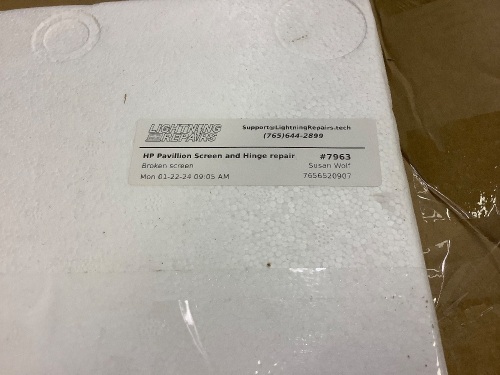 LIGHTNING
REPAIRS
Support@LightningRepairs.tech
(765)644-2899
HP Pavillion Screen and Hinge repair #7963
Broken screen Susan Wolf
Mon 01-22-24 09:05 AM 7656520907